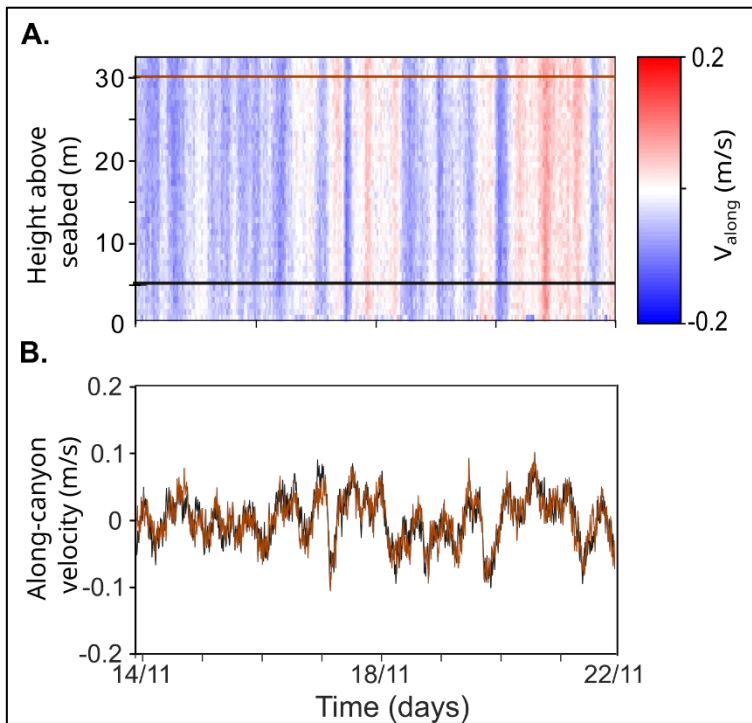 A.
30
20
10
0
Height above
seabed (m)
0.2
-0.2
V_along (m/s)
B.
0.2
0.1
0
-0.1
-0.2
Along-canyon
velocity (m/s)
14/11
18/11
22/11
Time (days)